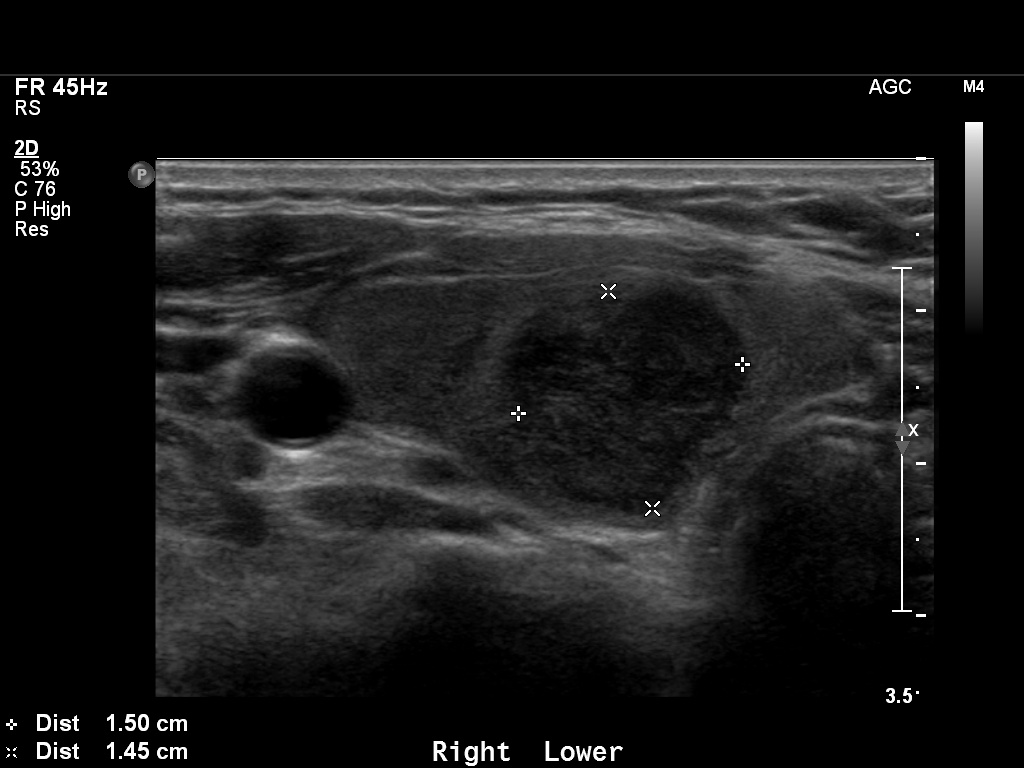 FR 45Hz
RS
AGC
M4
2D
53%
C 76
P High
Res
P
X
3.5
Dist 1.50 cm
Dist 1.45 cm
Right Lower